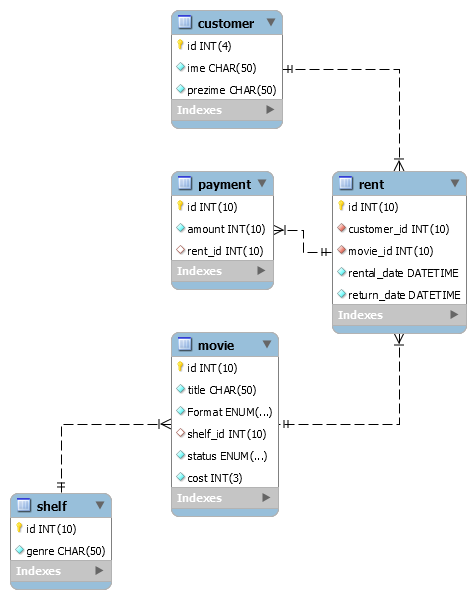 customer
id INT(4)
ime CHAR(50)
prezime CHAR(50)
Indexes
payment
id INT(10)
amount INT(10)
rent_id INT(10)
Indexes
rent
id INT(10)
customer_id INT(10)
movie_id INT(10)
rental_date DATETIME
return_date DATETIME
Indexes
movie
id INT(10)
title CHAR(50)
Format ENUM(...)
shelf_id INT(10)
status ENUM(...)
cost INT(3)
Indexes
shelf
id INT(10)
genre CHAR(50)
Indexes